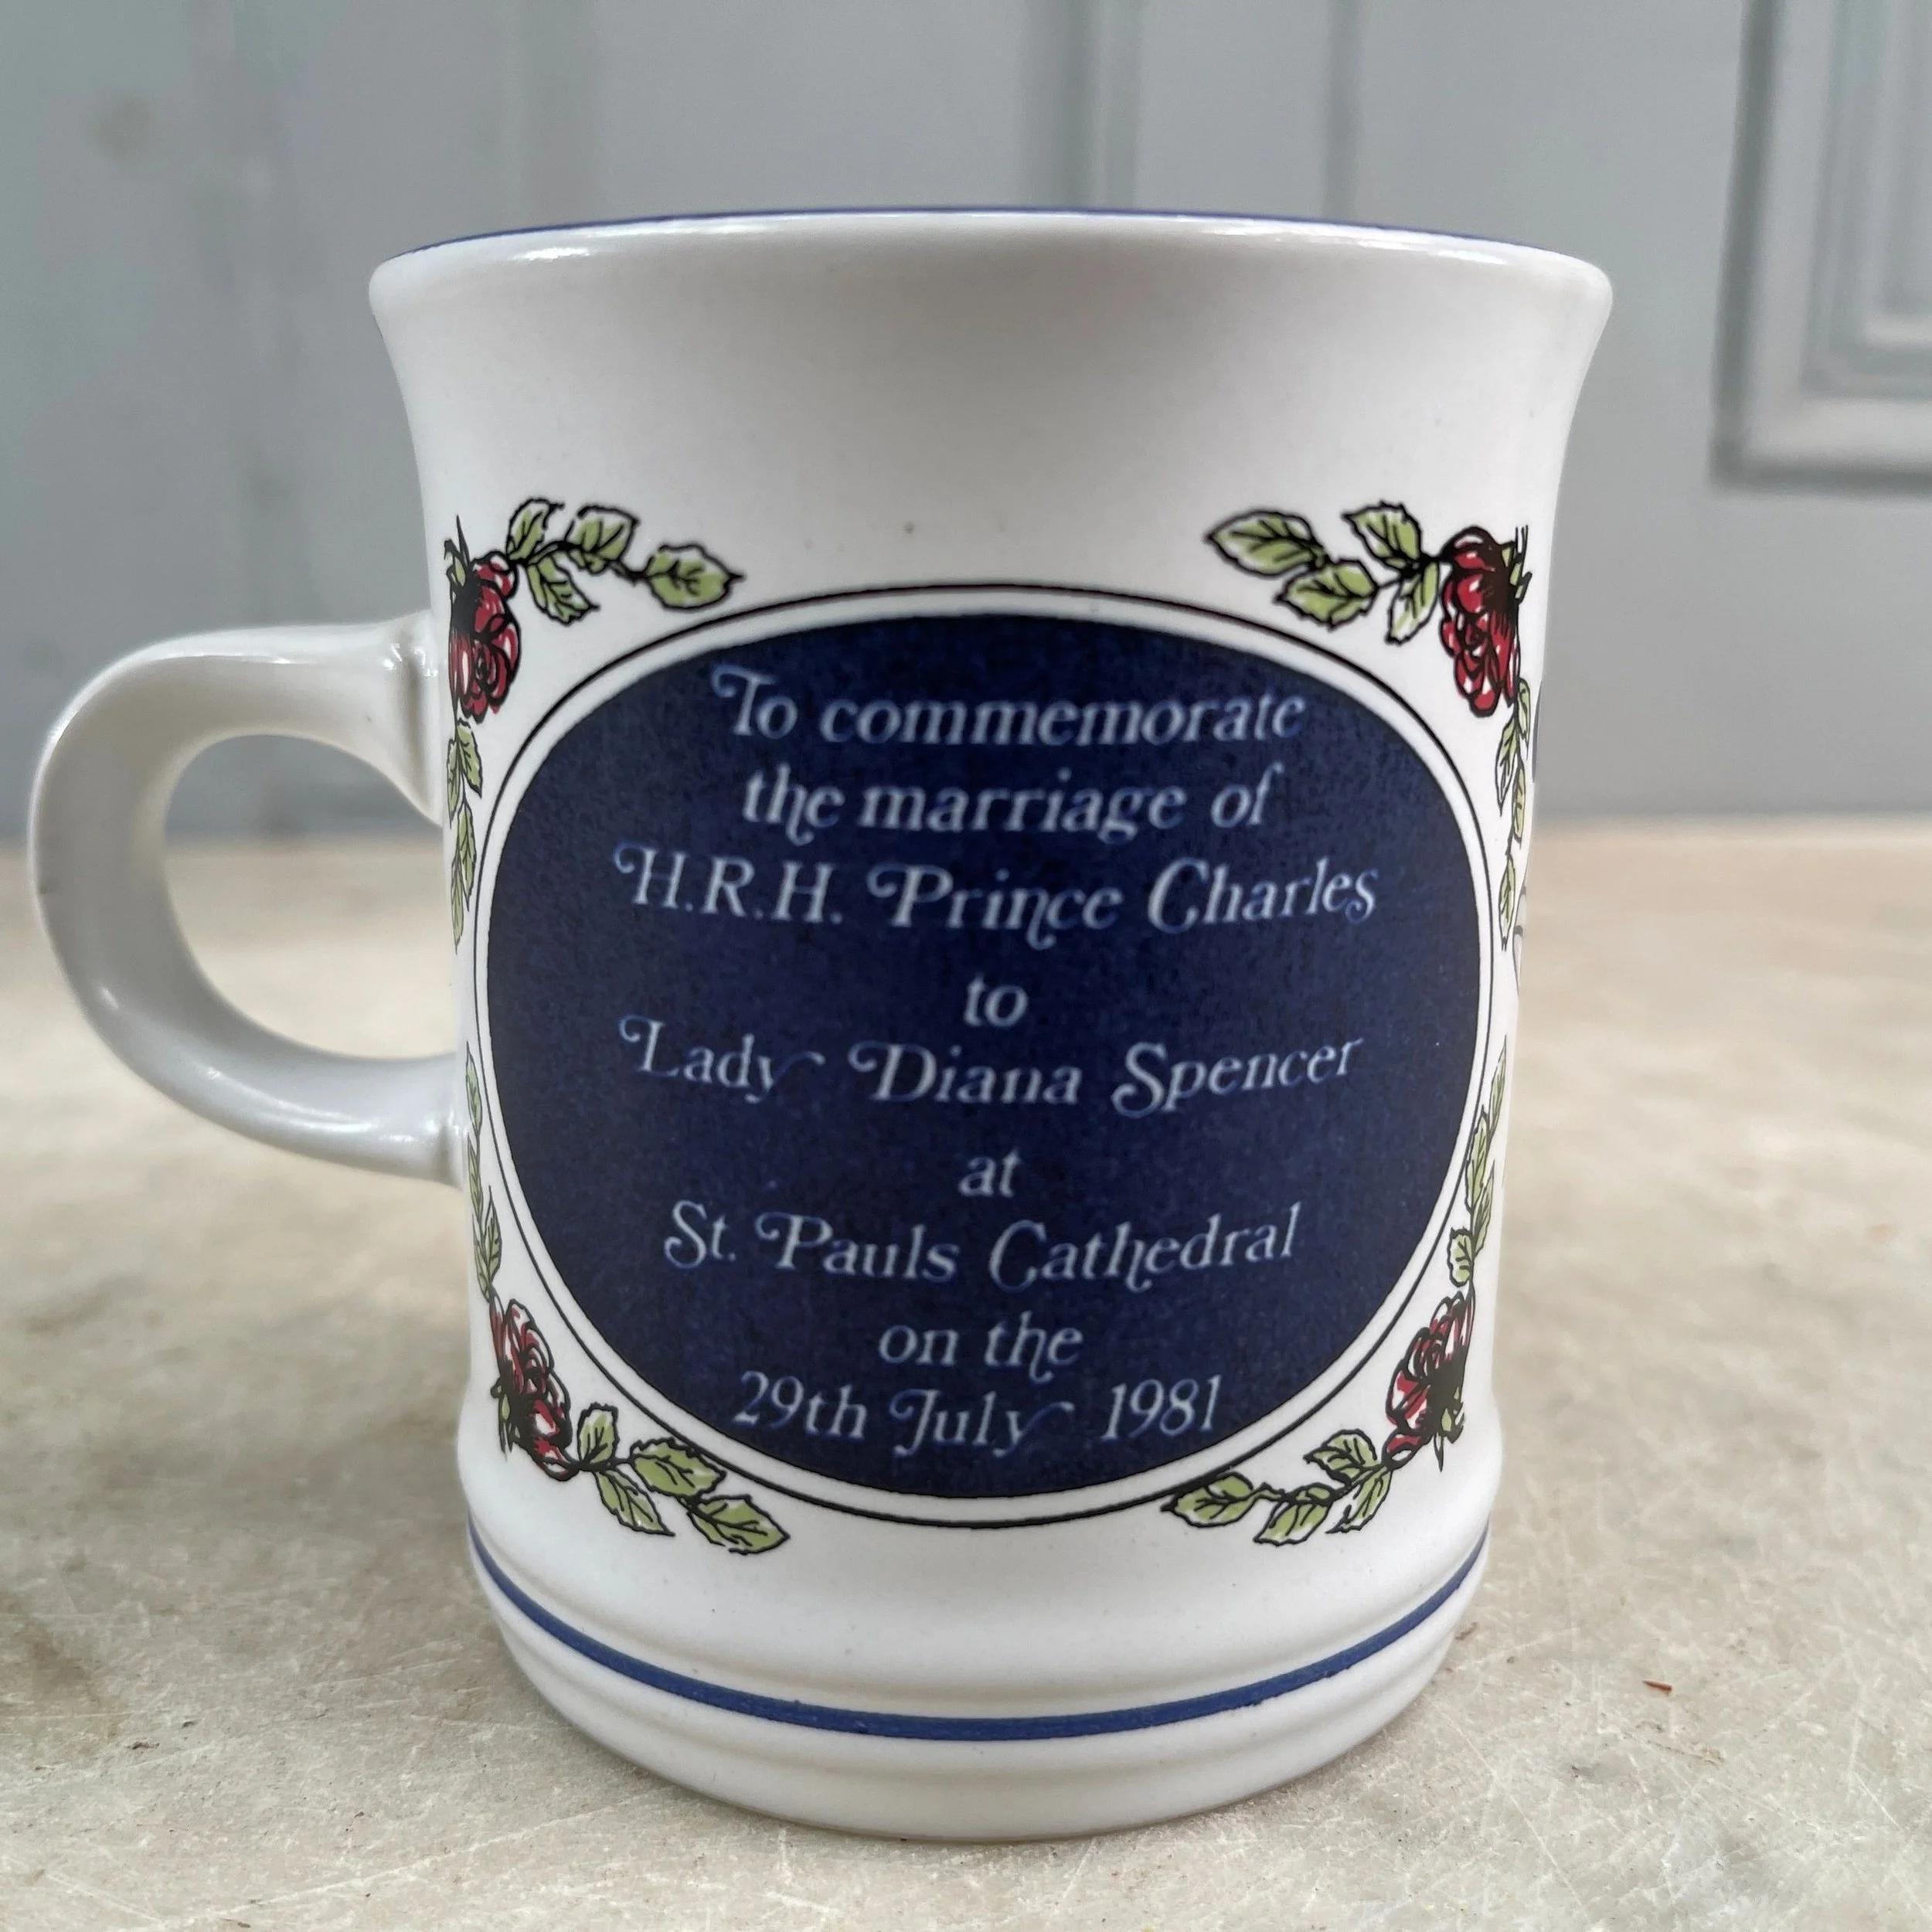 To commemorate
the marriage of
H.R.H. Prince Charles
to
Lady Diana Spencer
at
St. Pauls Cathedral
on the
29th July 1981